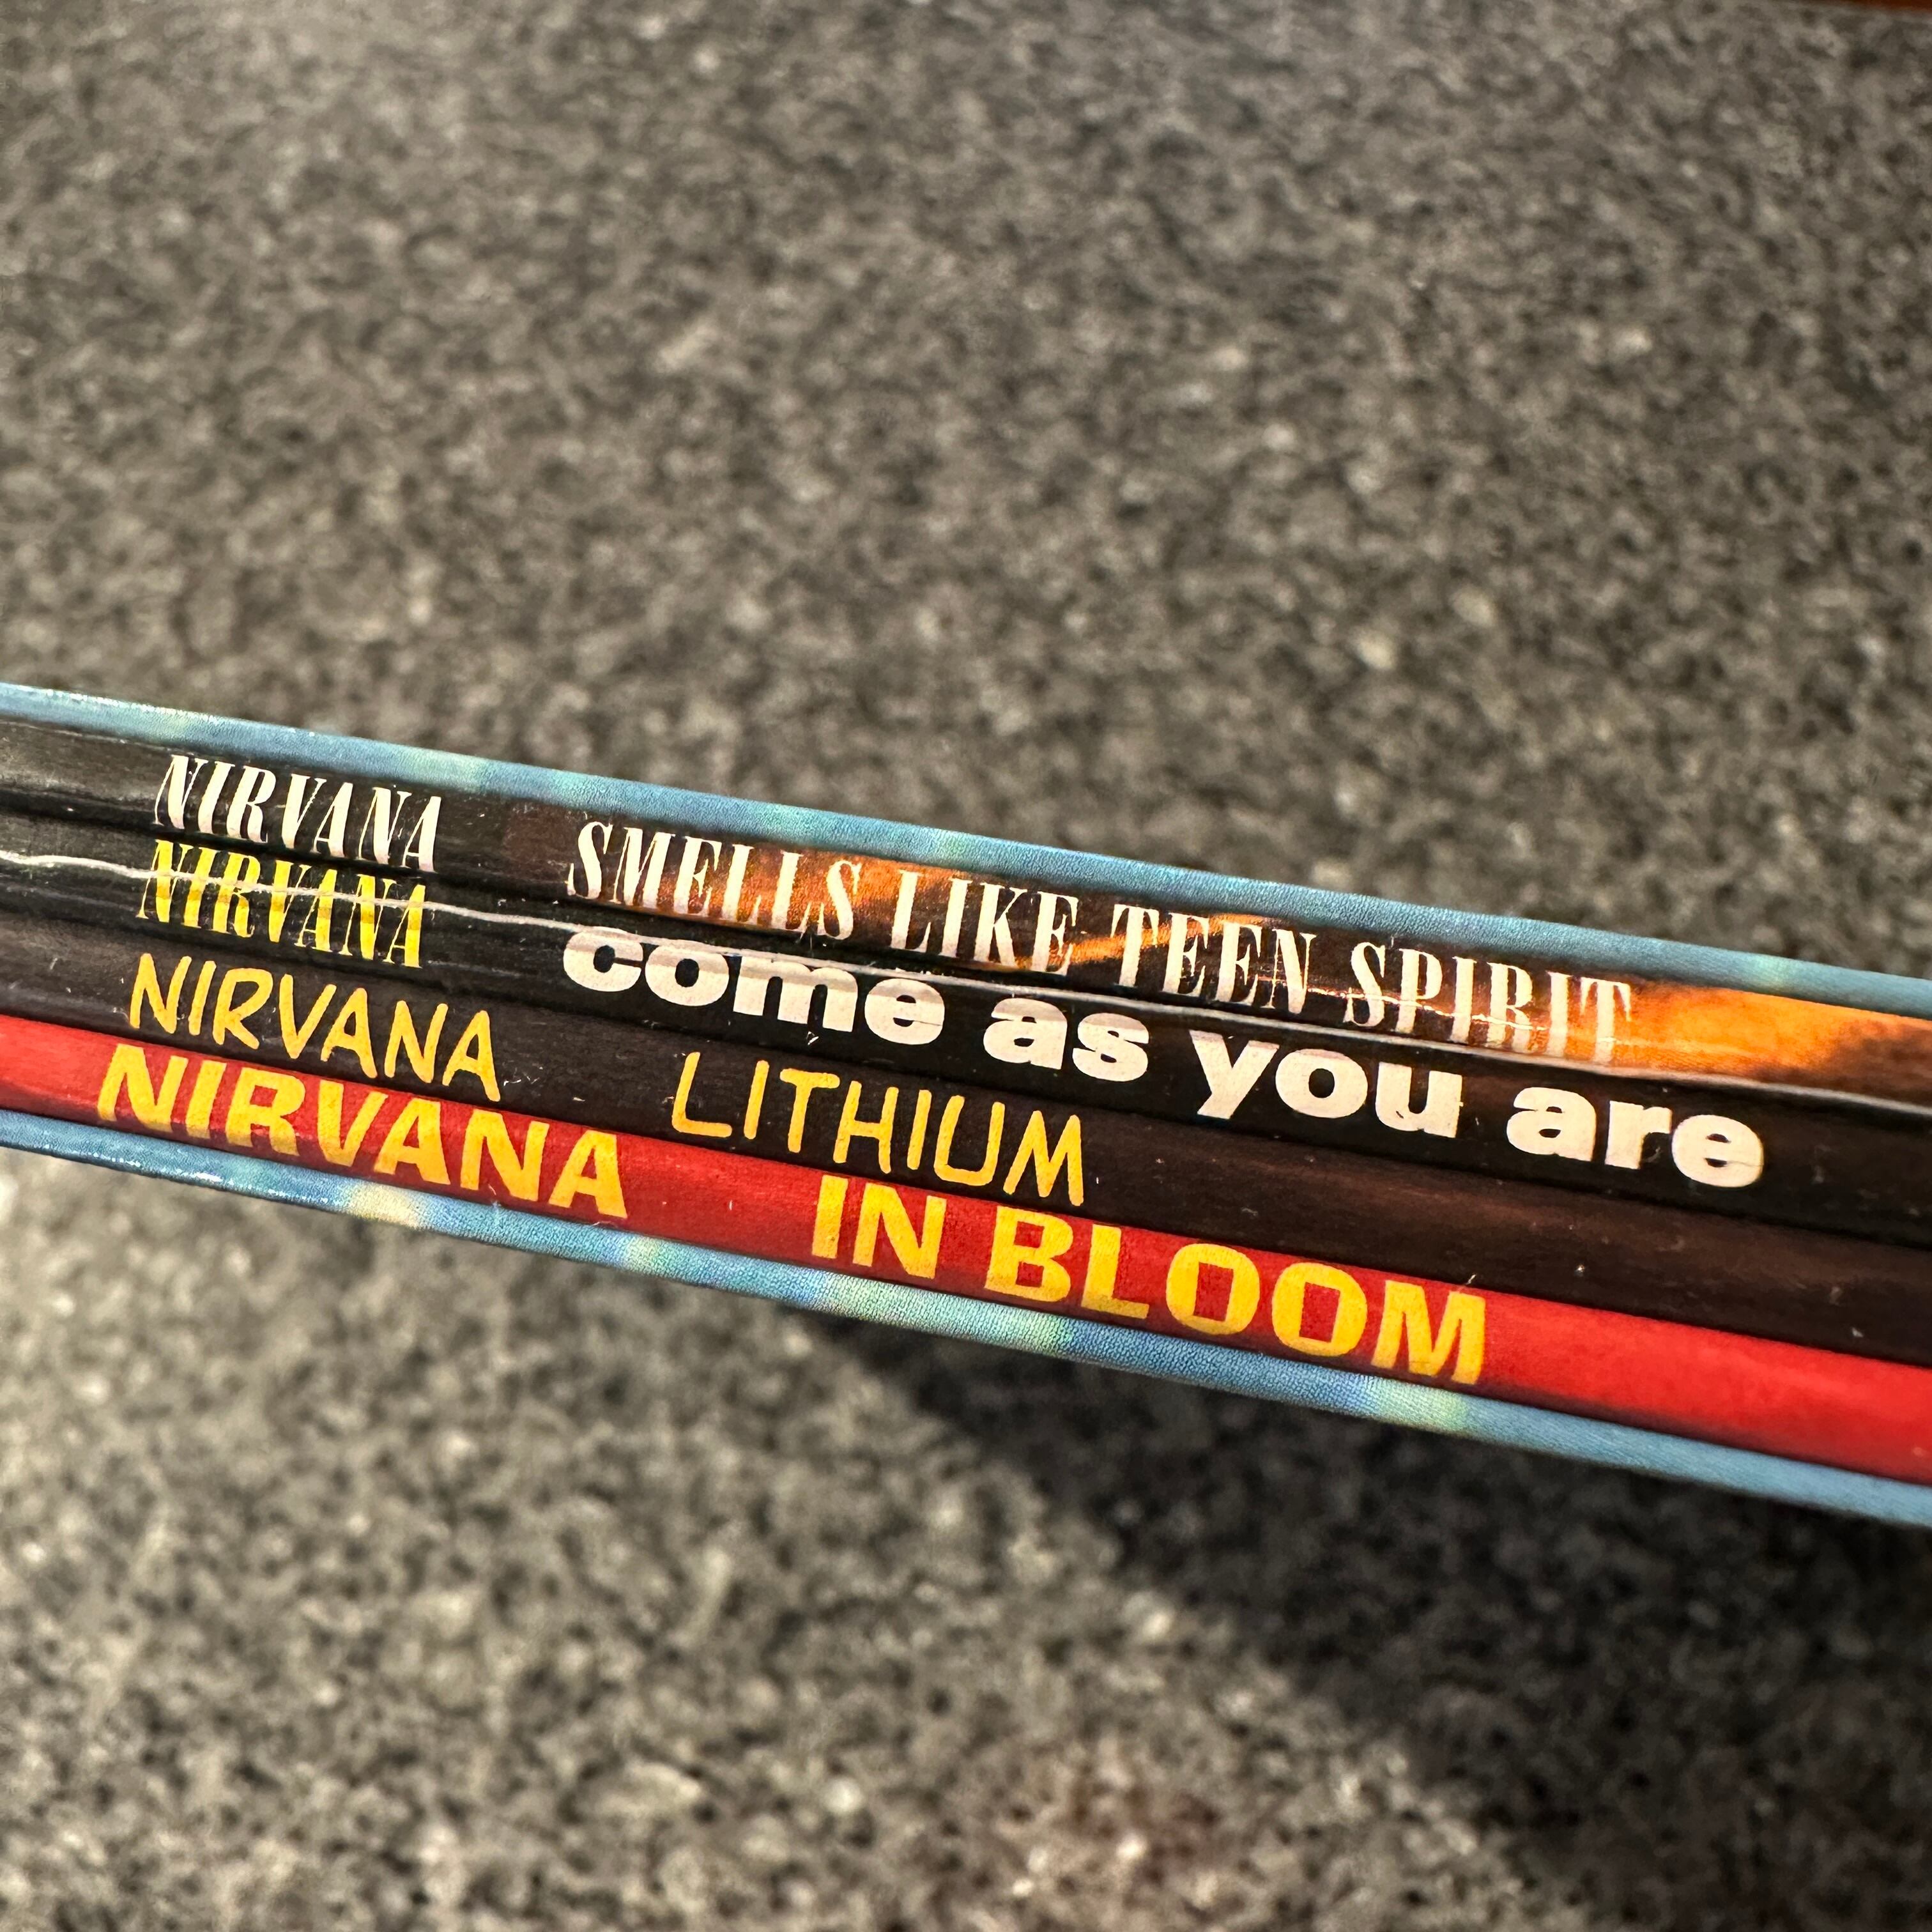 NIRVANA SMELLS LIKE TEEN SPIRIT
NIRVANA come as you are
NIRVANA LITHIUM
NIRVANA IN BLOOM